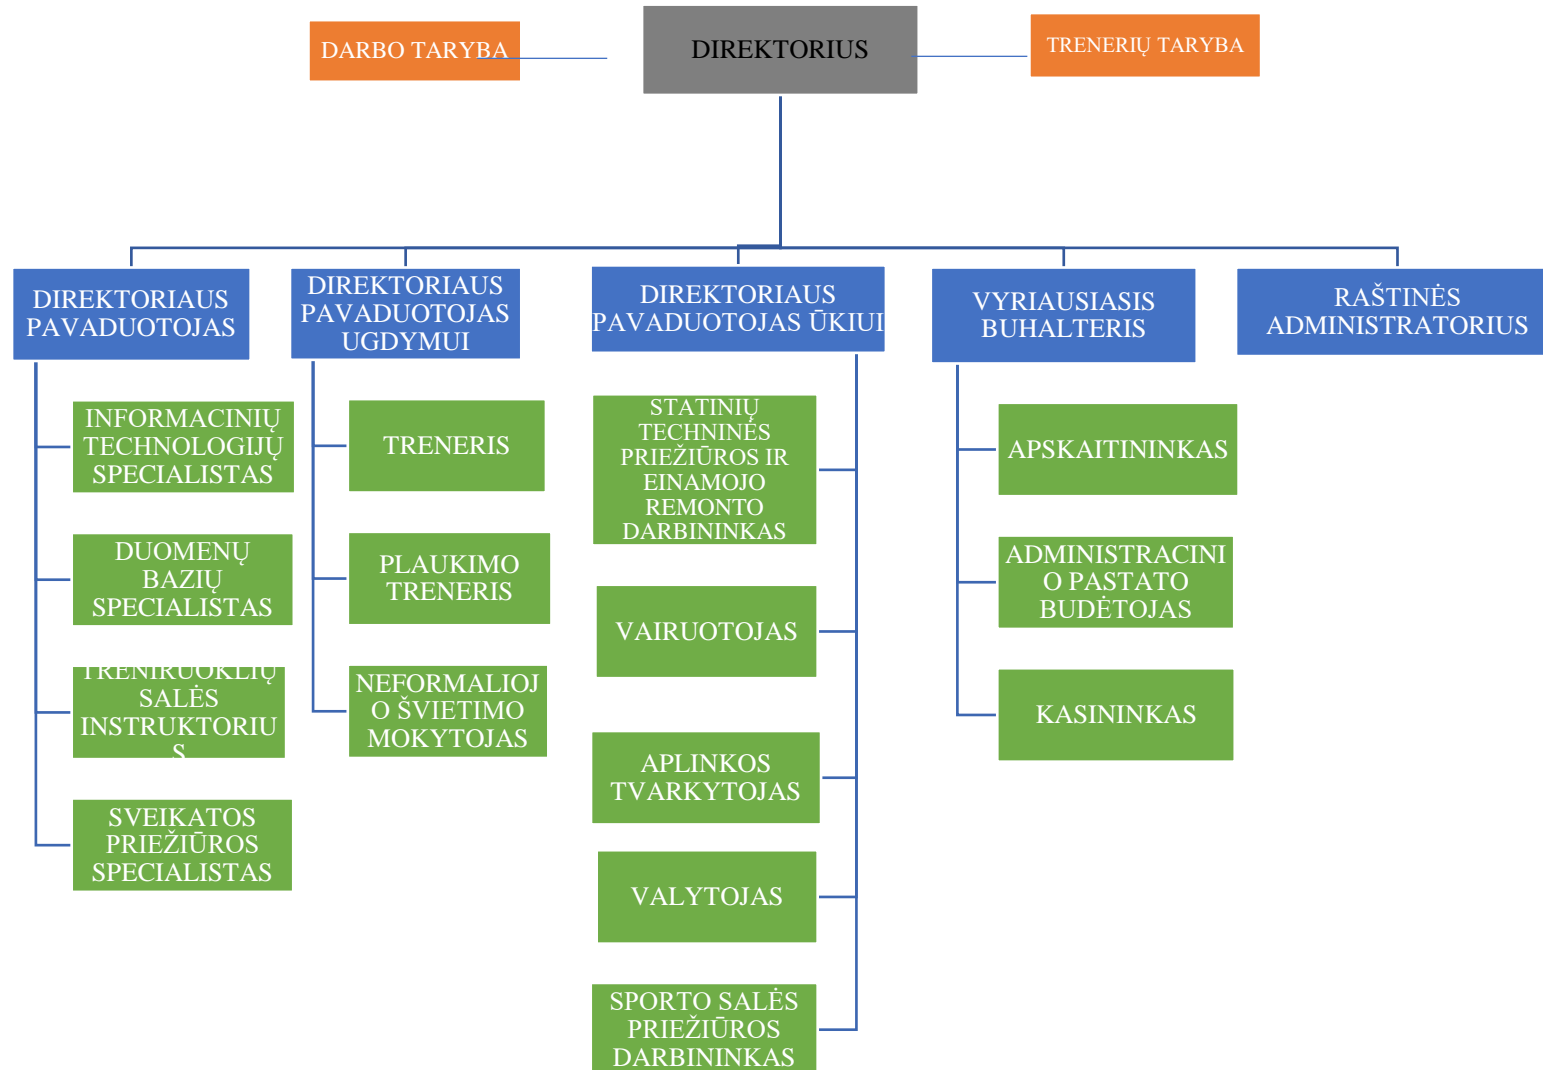 DARBO TARYBA
DIREKTORIUS
TRENERIŲ TARYBA
DIREKTORIAUS
PAVADUOTOJAS
DIREKTORIAUS
PAVADUOTOJAS
UGDYMUI
DIREKTORIAUS
PAVADUOTOJAS ŪKIUI
VYRIAUSIASIS
BUHALTERIS
RAŠTINĖS
ADMINISTRATORIUS
INFORMACINIŲ
TECHNOLOGIJŲ
SPECIALISTAS
DUOMENŲ
BAZIŲ
SPECIALISTAS
TRENIRUOKLIŲ
SALĖS
INSTRUKTORIU
S
SVEIKATOS
PRIEŽIŪROS
SPECIALISTAS
TRENERIS
PLAUKIMO
TRENERIS
NEFORMALIOJ
O ŠVIETIMO
MOKYTOJAS
STATINIŲ
TECHNINĖS
PRIEŽIŪROS IR
EINAMOJO
REMONTO
DARBININKAS
VAIRUOTOJAS
APLINKOS
TVARKYTOJAS
VALYTOJAS
SPORTO SALĖS
PRIEŽIŪROS
DARBININKAS
APSKAITININKAS
ADMINISTRACINI
O PASTATO
BUDĖTOJAS
KASININKAS